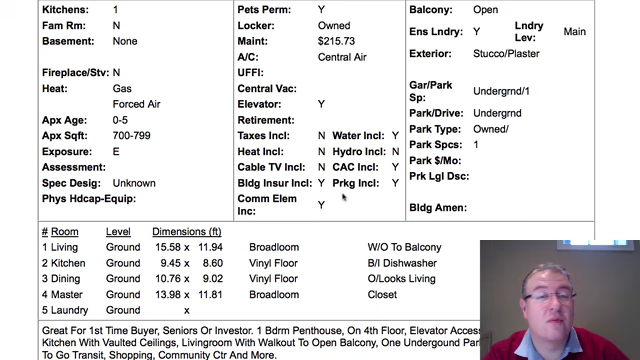 Kitchens: 1 Pets Perm: Y Balcony: Open
Fam Rm: N Locker: Owned Ens Lndry: Y Lndry Lev: Main
Basement: None Maint: $215.73 Exterior: Stucco/Plaster
A/C: Central Air
Fireplace/Stv: N UFFI:
Heat: Gas Central Vac: Gar/Park Sp: Undergrnd/1
Forced Air Elevator: Y Park/Drive: Undergrnd
Apx Age: 0-5 Retirement: Park Type: Owned/
Apx Sqft: 700-799 Taxes Incl: N Water Incl: Y Park Spcs: 1
Exposure: E Heat Incl: N Hydro Incl: N Park $/Mo:
Assessment: Cable TV Incl: N CAC Incl: Y Prk Lgl Dsc:
Spec Desig: Unknown Bldg Insur Incl: Y Prkg Incl: Y
Phys Hdcap-Equip: Comm Elem Inc: Y Bldg Amen:
# Room Level Dimensions (ft)
1 Living Ground 15.58 x 11.94 Broadloom W/O To Balcony
2 Kitchen Ground 9.45 x 8.60 Vinyl Floor B/I Dishwasher
3 Dining Ground 10.76 x 9.02 Vinyl Floor O/Looks Living
4 Master Ground 13.98 x 11.81 Broadloom Closet
5 Laundry Ground x
Great For 1st Time Buyer, Seniors Or Investor. 1 Bdrm Penthouse, On 4th Floor, Elevator Access
Kitchen With Vaulted Ceilings, Livingroom With Walkout To Open Balcony, One Underground
To Go Transit, Shopping, Community Ctr And More.